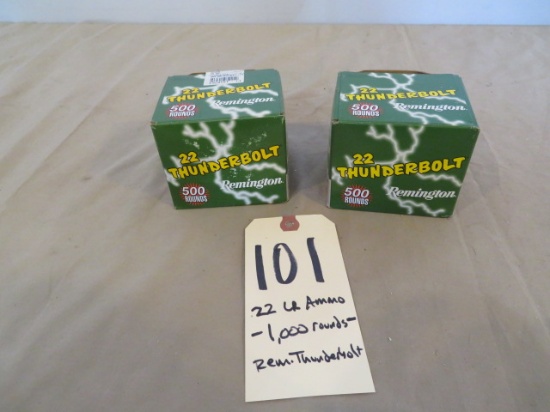 22
THUNDERBOLT
500
ROUNDS
Remington
22
THUNDERBOLT
500
ROUNDS
Remington
22
THUNDERBOLT
500
ROUNDS
Remington
22
THUNDERBOLT
500
ROUNDS
Remington
101
22 LR Ammo
-1,000 rounds-
Rem. Thunderbolt